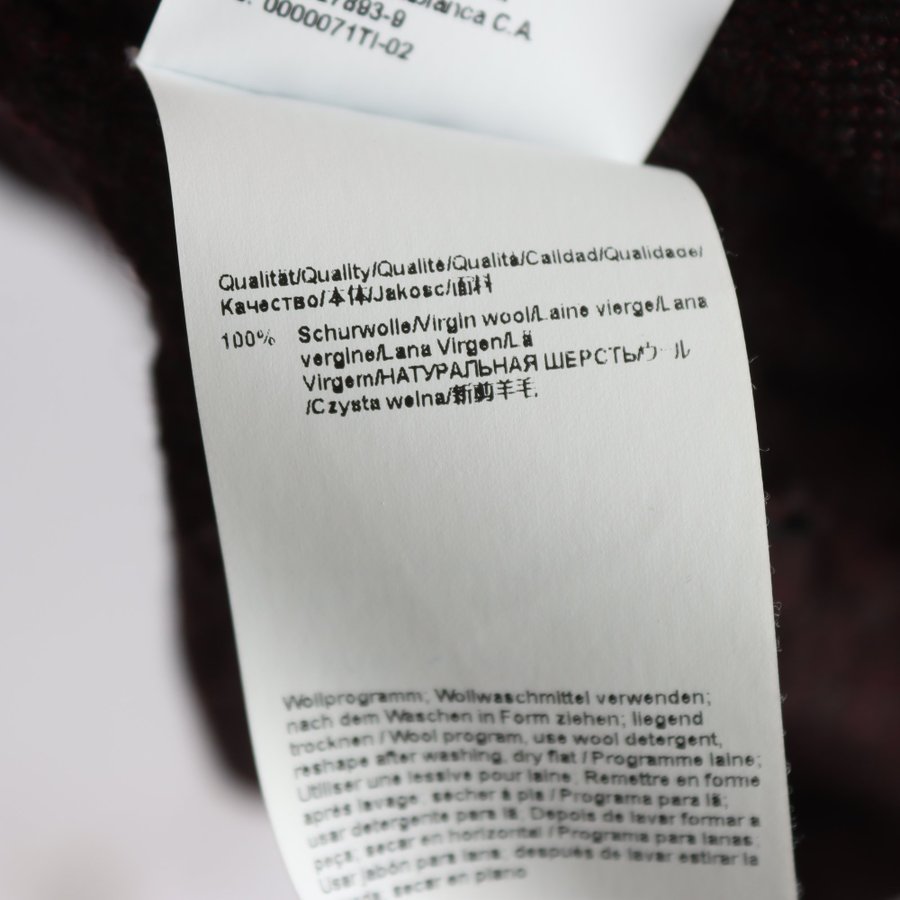 27893-9
Blanca C.A
0000071TI-02
Qualität/Quality/Qualité/Qualità/Calidad/Qualidade/
Качество/本体/Jakosc/面料
100% Schurwolle/Virgin wool/Laine vierge/Lana
vergine/Lana Virgen/Lã
Virgem/НАТУРАЛЬНАЯ ШЕРСТЬ/ウール
/Czysta welna/新剪羊毛
Wollprogramm; Wollwaschmittel verwenden;
nach dem Waschen in Form ziehen; liegend
trocknen / Wool program, use wool detergent,
reshape after washing, dry flat / Programme laine;
Utiliser une lessive pour laine; Remettre en forme
après lavage; sécher à pla / Programa para lã;
usar detergente para lã; Depois de lavar formar a
peça; secar en horizontal / Programa para lanas;
Usar jabón para lana; después de lavar estirar la
secar en plano